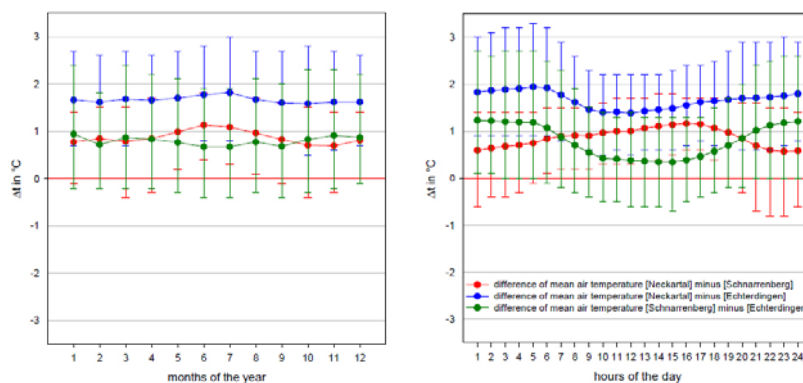 Δt in °C
3
2
1
0
-1
-2
-3
1 2 3 4 5 6 7 8 9 10 11 12
months of the year
Δt in °C
3
2
1
0
-1
-2
-3
difference of mean air temperature [Neckartal] minus [Schnarrenberg]
difference of mean air temperature [Neckartal] minus [Echterdingen]
difference of mean air temperature [Schnarrenberg] minus [Echterdingen
1 2 3 4 5 6 7 8 9 10 11 12 13 14 15 16 17 18 19 20 21 22 23 24
hours of the day